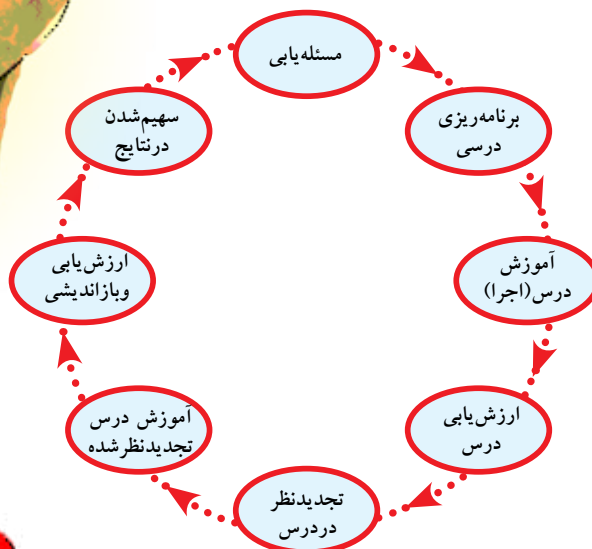 مسئله‌یابی
برنامه‌ریزی
درسی
آموزش
درس(اجرا)
ارزش‌یابی
درس
تجدیدنظر
دردرس
آموزش درس
تجدیدنظرشده
ارزش‌یابی
وبازاندیشی
سهیم‌شدن
درنتایج